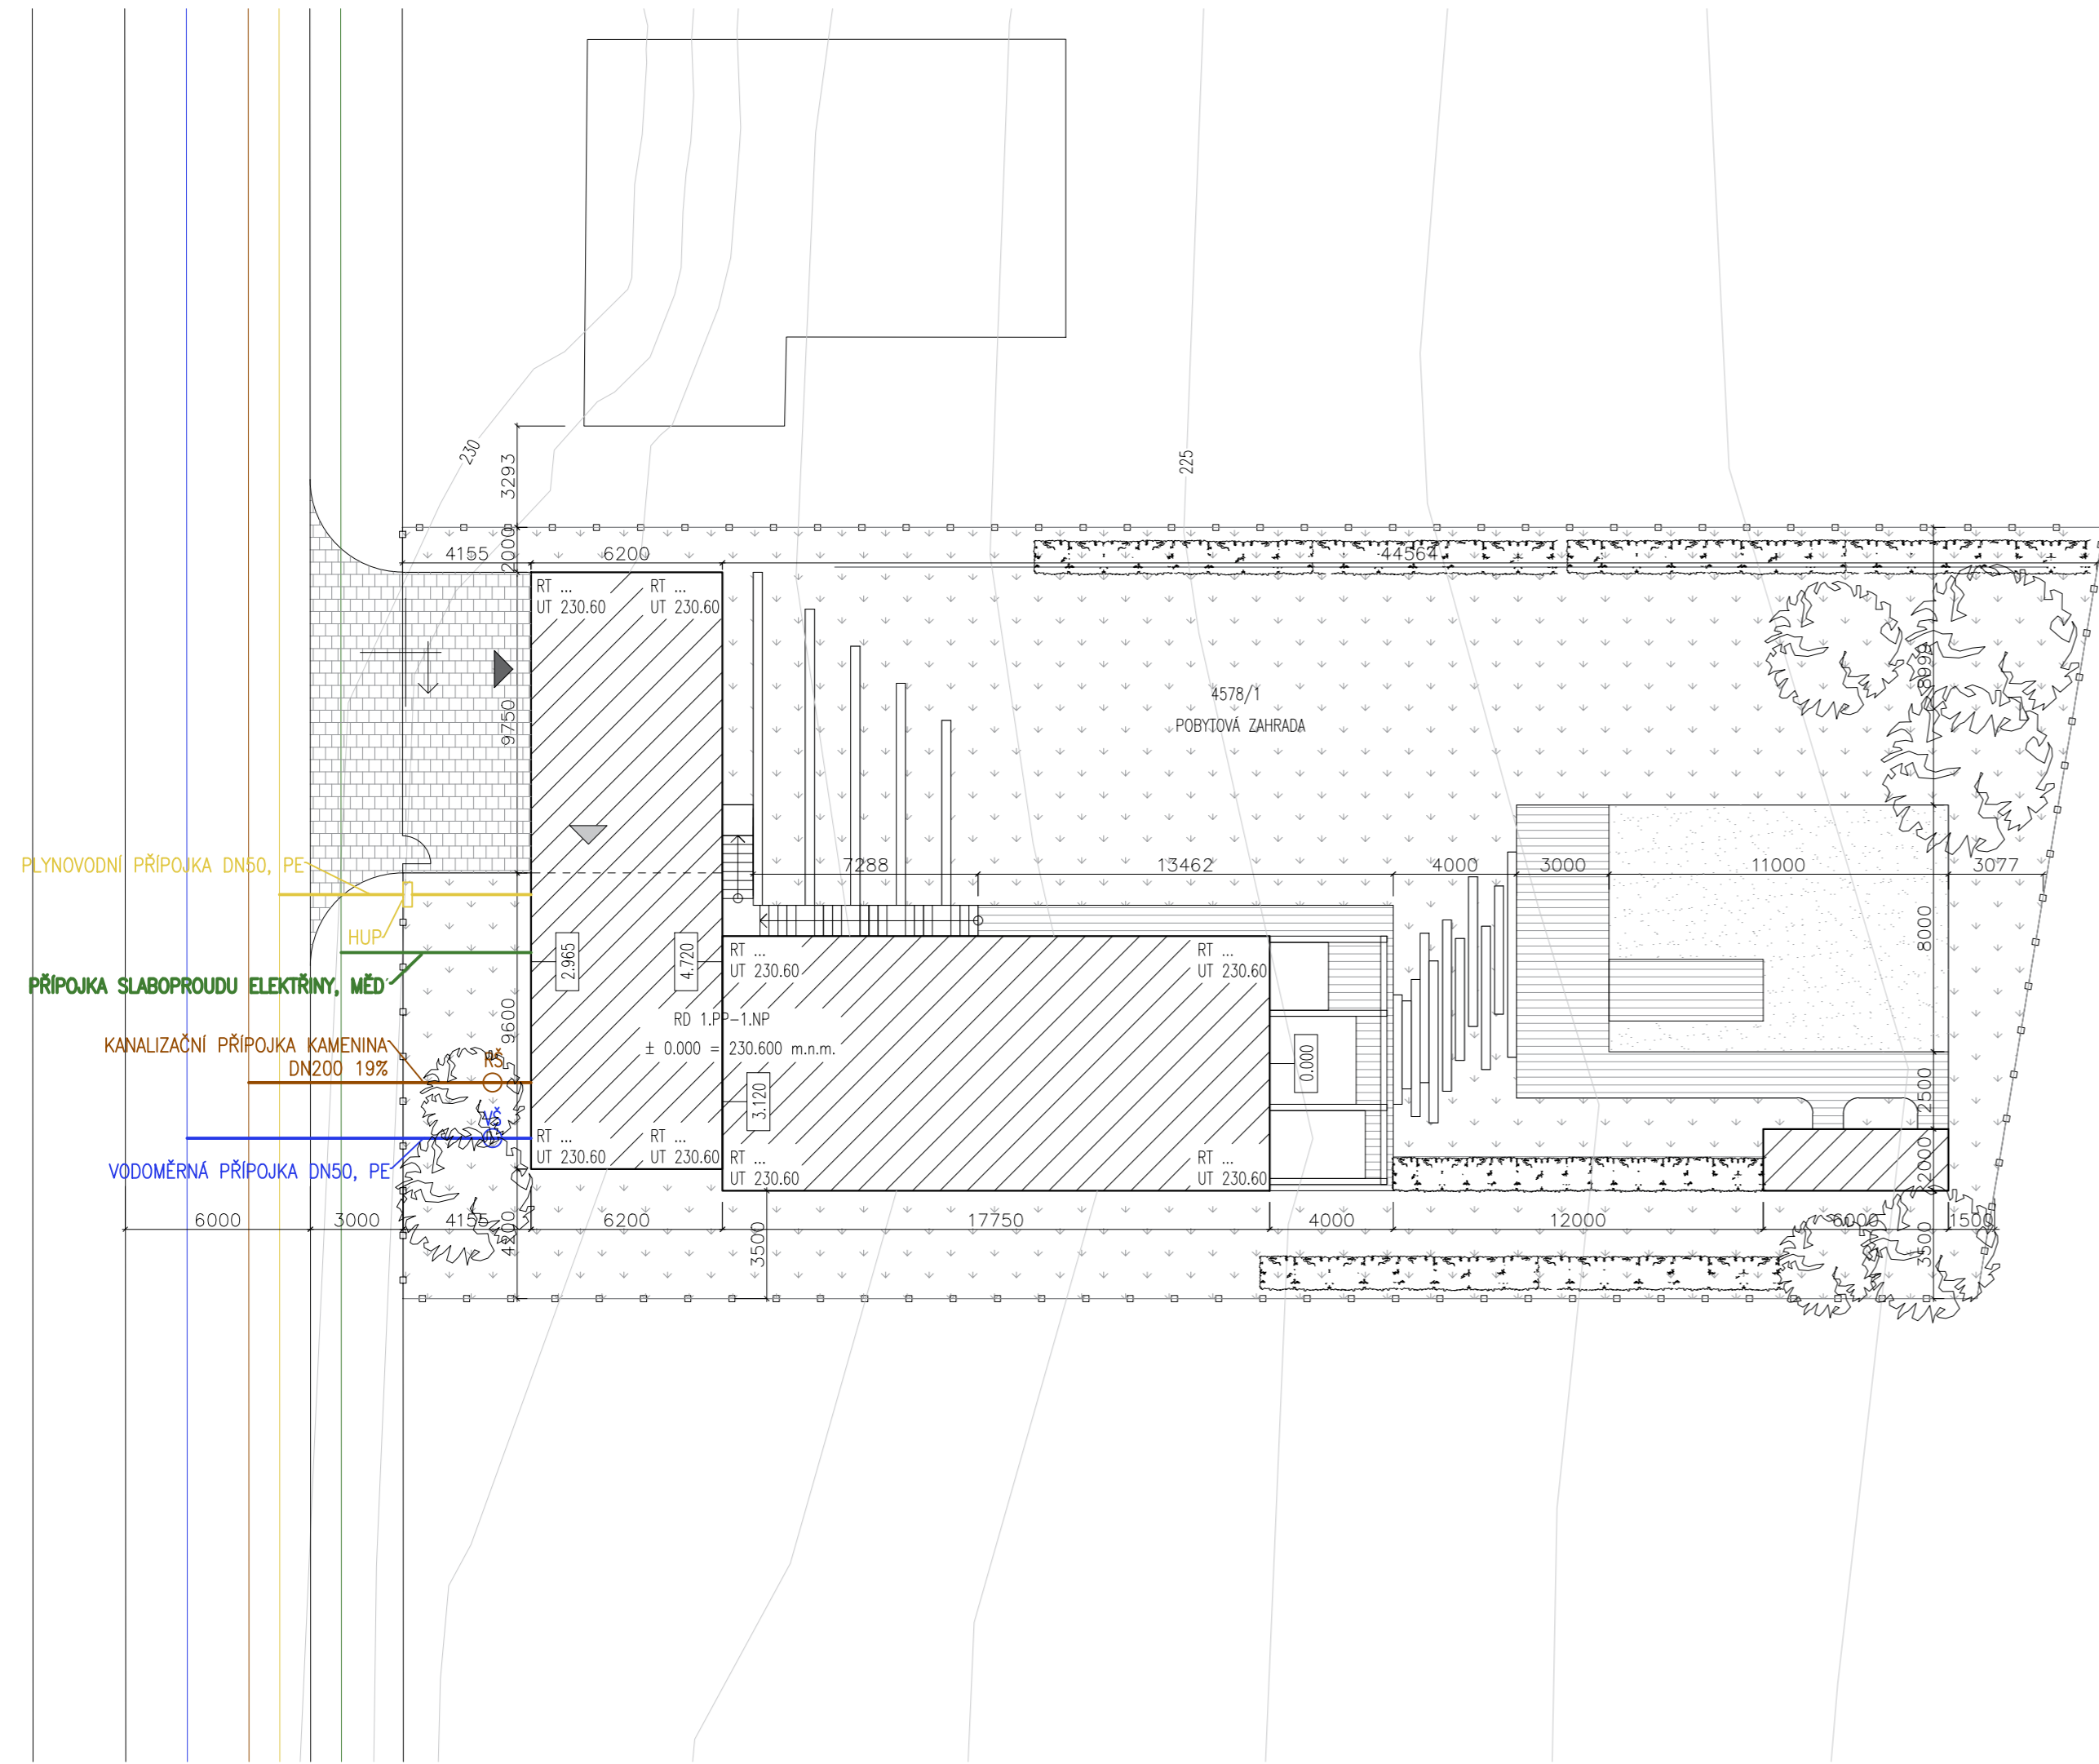 230
225
3293
2000
4155
6200
44564
RT ...
UT 230.60
RT ...
UT 230.60
8999
9750
4578/1
POBYTOVÁ ZAHRADA
PLYNOVODNÍ PŘÍPOJKA DN50, PE
7288
13462
4000
3000
11000
3077
HUP
2.965
4.720
RT ...
UT 230.60
RT ...
UT 230.60
8000
PŘÍPOJKA SLABOPROUDU ELEKTŘINY, MĚĎ
9600
RD 1.PP-1.NP
± 0.000 = 230.600 m.n.m.
0.000
KANALIZAČNÍ PŘÍPOJKA KAMENINA
DN200 19%
RŠ
3.120
2500
VŠ
RT ...
UT 230.60
RT ...
UT 230.60
RT ...
UT 230.60
RT ...
UT 230.60
2000
VODOMĚRNÁ PŘÍPOJKA DN50, PE
6000
3000
4155
6200
17750
4000
12000
6000
1500
4200
3500
3500